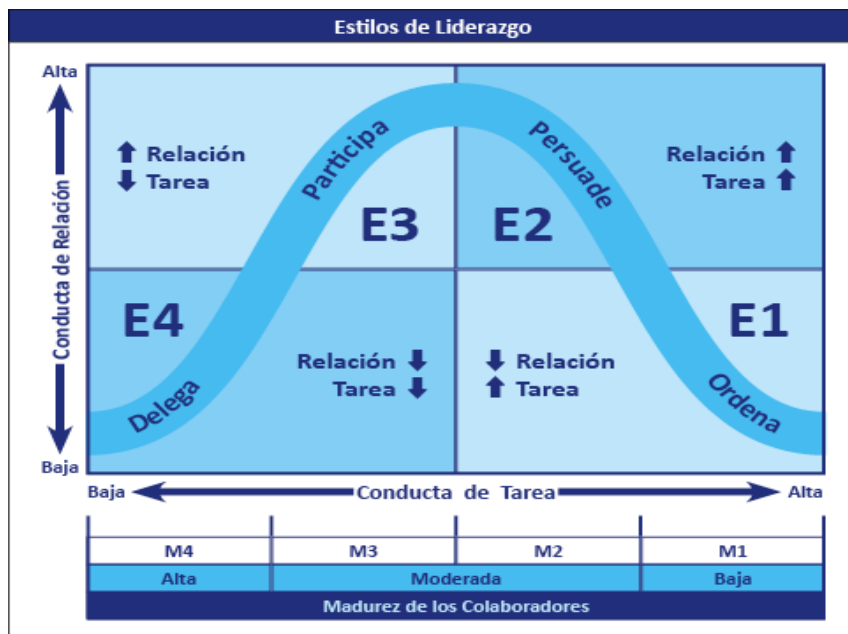 Estilos de Liderazgo
Alta
Conducta de Relación
Baja
Relación
Tarea
Participa
E3
Persuade
E2
Relación
Tarea
E4
Delega
Relación
Tarea
Relación
Tarea
E1
Ordena
Baja
Conducta de Tarea
Alta
M4 M3 M2 M1
Alta Moderada Baja
Madurez de los Colaboradores